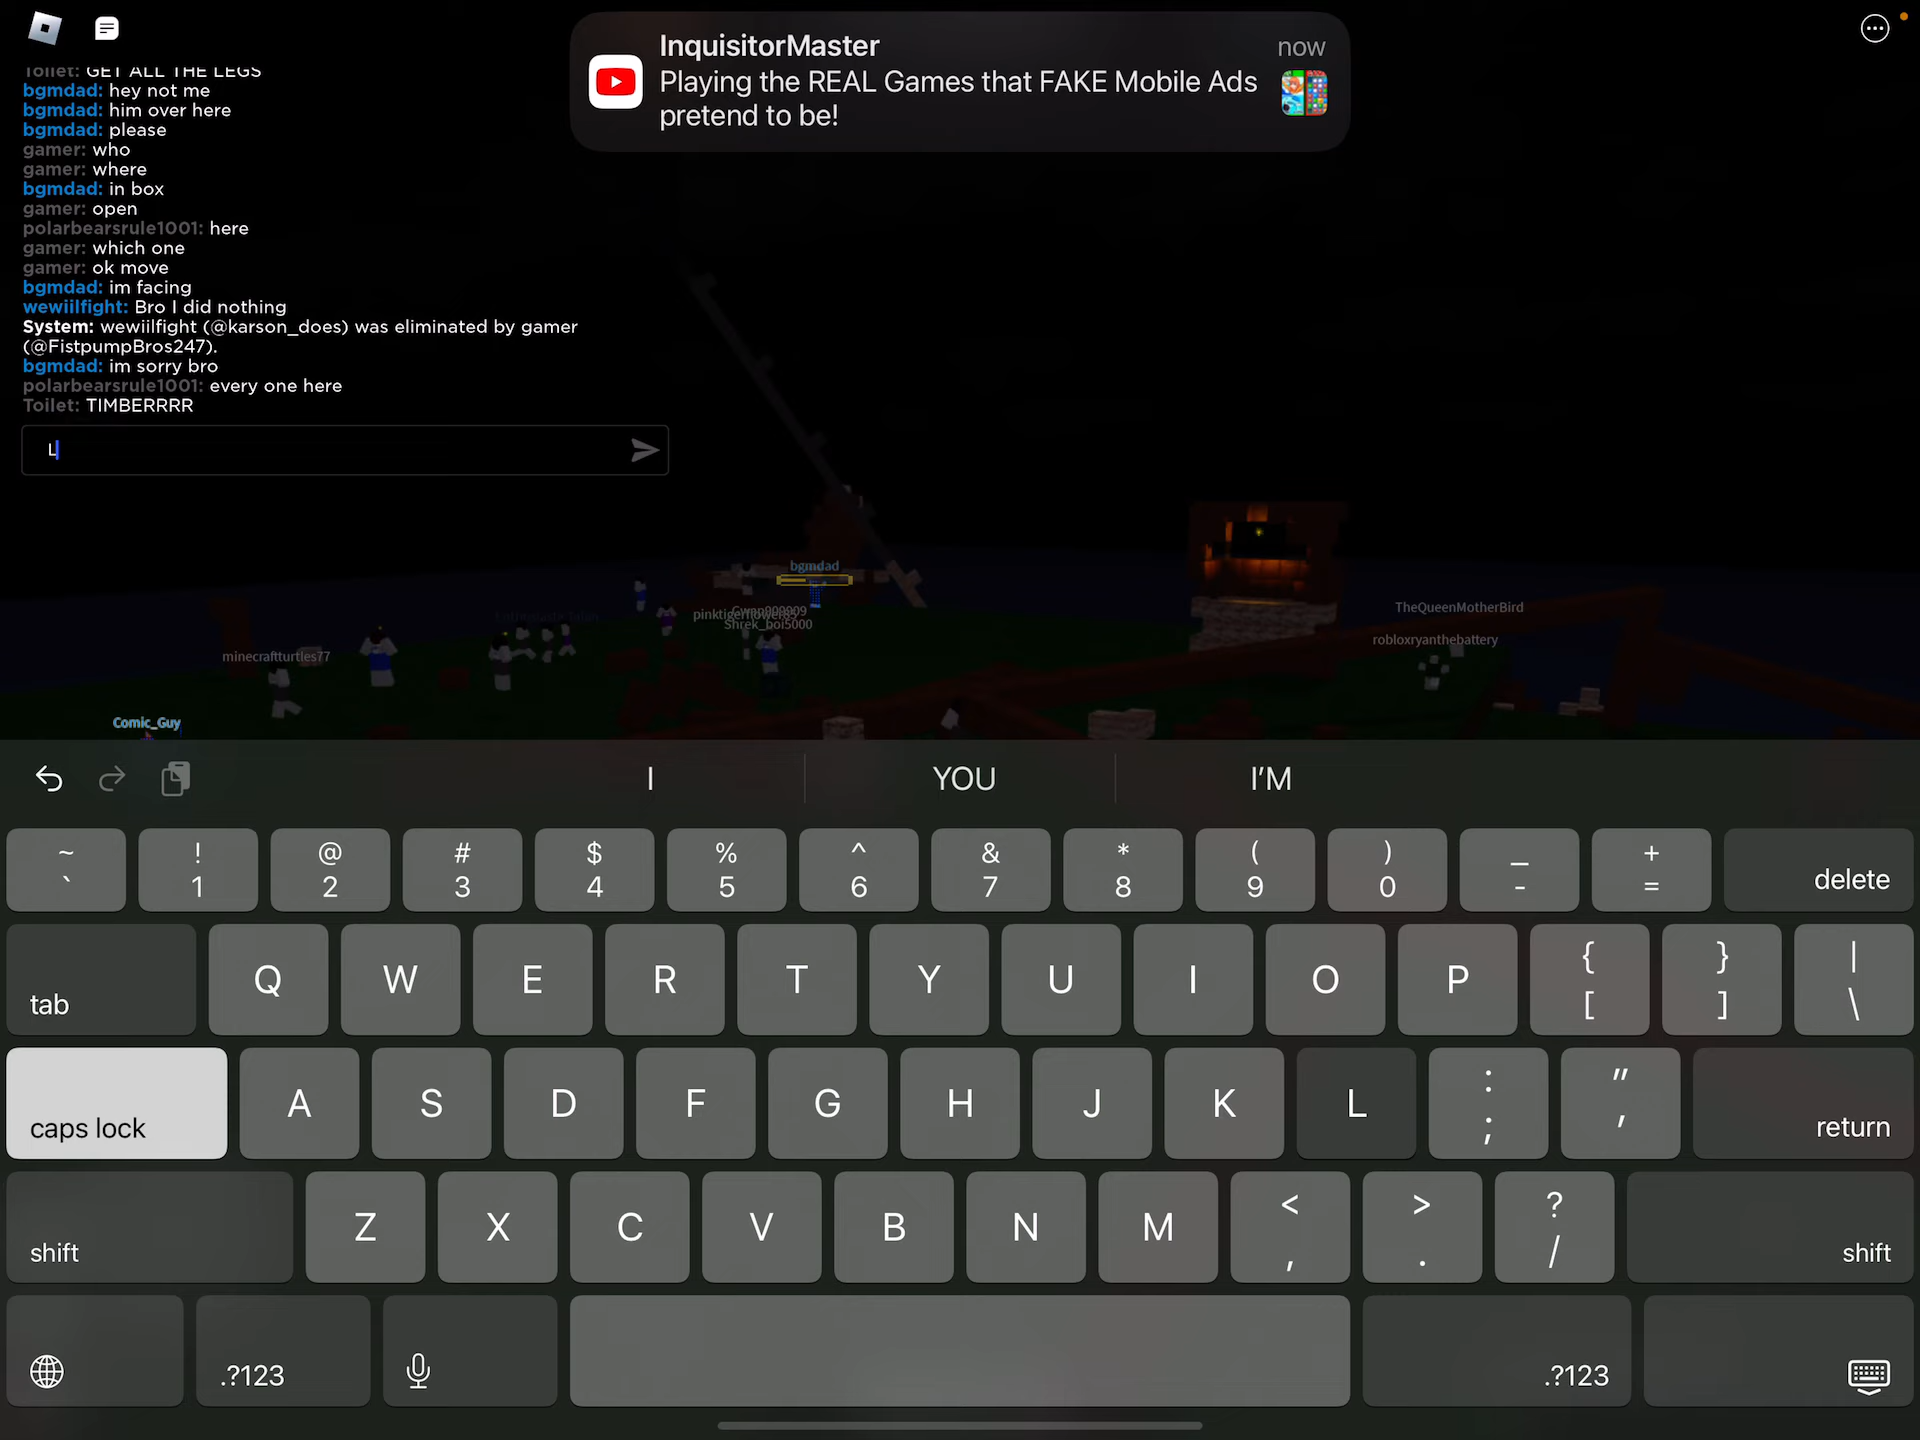 InquisitorMaster now
Playing the REAL Games that FAKE Mobile Ads
pretend to be!
Toilet: GET ALL THE LEGS
bgmdad: hey not me
bgmdad: him over here
bgmdad: please
gamer: who
gamer: where
bgmdad: in box
gamer: open
polarbearsrule1001: here
gamer: which one
gamer: ok move
bgmdad: im facing
wewiilfight: Bro I did nothing
System: wewiilfight (@karson_does) was eliminated by gamer
(@FistpumpBros247).
bgmdad: im sorry bro
polarbearsrule1001: every one here
Toilet: TIMBERRRR
L
bgmdad
Shrek_boi5000
TheQueenMotherBird
robloxryanthebattery
minecraftturtles77
Comic_Guy
I YOU I'M
~ ! @ # $ % ^ & * ( ) _ +
` 1 2 3 4 5 6 7 8 9 0 - = delete
tab Q W E R T Y U I O P { [ } ] | \
caps lock A S D F G H J K L : ; " ' return
shift Z X C V B N M < , > . ? / shift
.?123 .?123